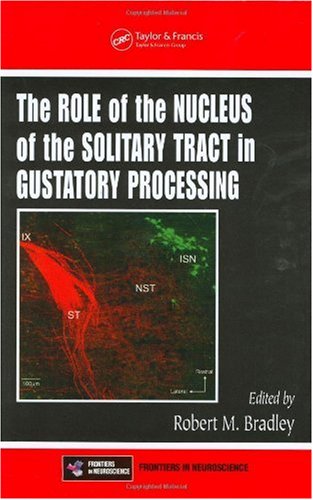 CRC
Taylor & Francis
Taylor & Francis Group
The ROLE of the NUCLEUS
of the SOLITARY TRACT in
GUSTATORY PROCESSING
IX
ISN
NST
ST
Rostral
Lateral
100µm
Edited by
Robert M. Bradley
FRONTIERS IN NEUROSCIENCE
FRONTIERS IN NEUROSCIENCE